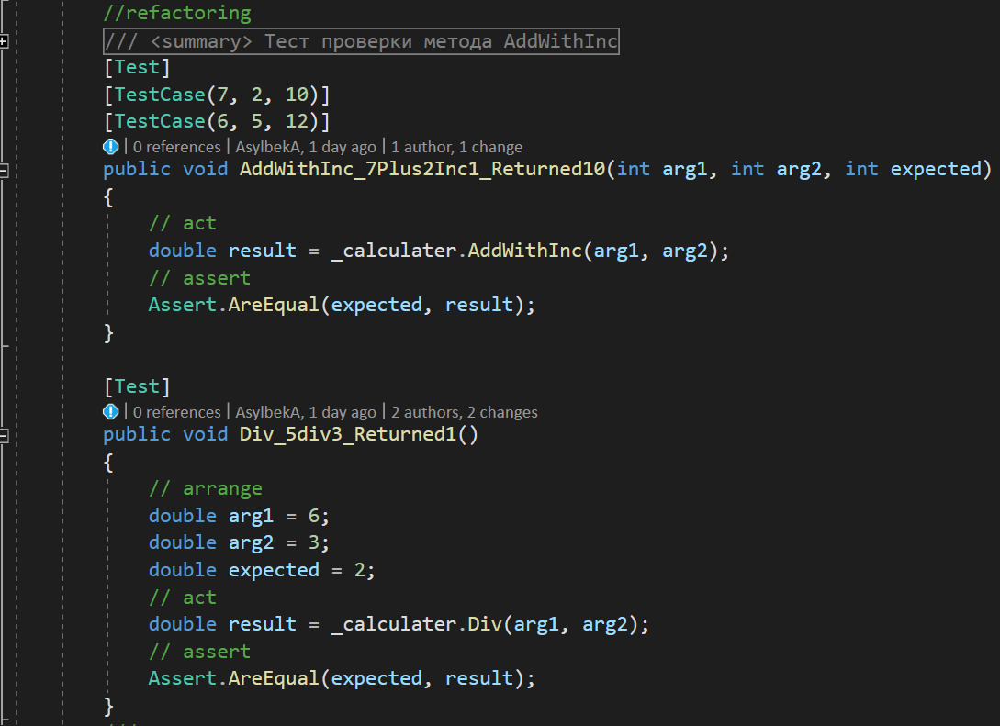 //refactoring
/// <summary> Тест проверки метода AddWithInc
[Test]
[TestCase(7, 2, 10)]
[TestCase(6, 5, 12)]
0 references | AsylbekA, 1 day ago | 1 author, 1 change
public void AddWithInc_7Plus2Inc1_Returned10(int arg1, int arg2, int expected)
{
// act
double result = _calculater.AddWithInc(arg1, arg2);
// assert
Assert.AreEqual(expected, result);
}
[Test]
0 references | AsylbekA, 1 day ago | 2 authors, 2 changes
public void Div_5div3_Returned1()
{
// arrange
double arg1 = 6;
double arg2 = 3;
double expected = 2;
// act
double result = _calculater.Div(arg1, arg2);
// assert
Assert.AreEqual(expected, result);
}